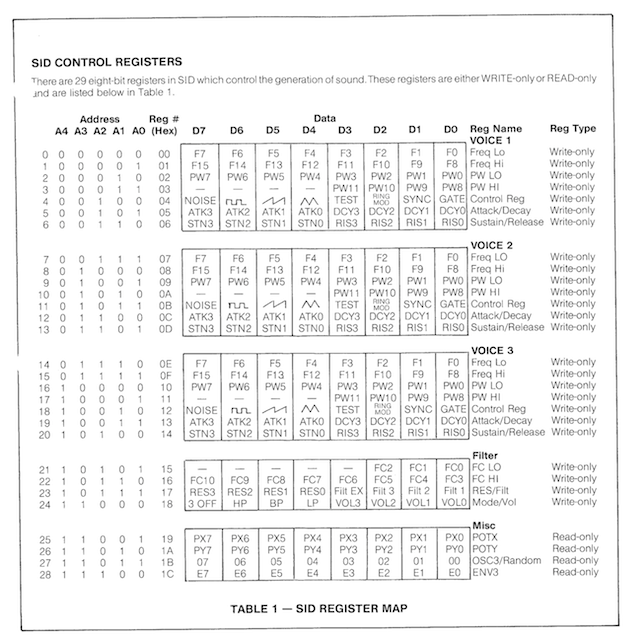 SID CONTROL REGISTERS
There are 29 eight-bit registers in SID which control the generation of sound. These registers are either WRITE-only or READ-only
and are listed below in Table 1.
Address Reg # Data
A4 A3 A2 A1 A0 (Hex) D7 D6 D5 D4 D3 D2 D1 D0 Reg Name Reg Type
VOICE 1
0 0 0 0 0 0 00 F7 F6 F5 F4 F3 F2 F1 F0 Freq Lo Write-only
1 0 0 0 0 1 01 F15 F14 F13 F12 F11 F10 F9 F8 Freq Hi Write-only
2 0 0 0 1 0 02 PW7 PW6 PW5 PW4 PW3 PW2 PW1 PW0 PW LO Write-only
3 0 0 0 1 1 03 — — — — PW11 PW10 PW9 PW8 PW HI Write-only
4 0 0 1 0 0 04 NOISE TEST RING MOD SYNC GATE Control Reg Write-only
5 0 0 1 0 1 05 ATK3 ATK2 ATK1 ATK0 DCY3 DCY2 DCY1 DCY0 Attack/Decay Write-only
6 0 0 1 1 0 06 STN3 STN2 STN1 STN0 RIS3 RIS2 RIS1 RIS0 Sustain/Release Write-only
VOICE 2
7 0 0 1 1 1 07 F7 F6 F5 F4 F3 F2 F1 F0 Freq LO Write-only
8 0 1 0 0 0 08 F15 F14 F13 F12 F11 F10 F9 F8 Freq Hi Write-only
9 0 1 0 0 1 09 PW7 PW6 PW5 PW4 PW3 PW2 PW1 PW0 PW LO Write-only
10 0 1 0 1 0 0A — — — — PW11 PW10 PW9 PW8 PW HI Write-only
11 0 1 0 1 1 0B NOISE TEST RING MOD SYNC GATE Control Reg Write-only
12 0 1 1 0 0 0C ATK3 ATK2 ATK1 ATK0 DCY3 DCY2 DCY1 DCY0 Attack/Decay Write-only
13 0 1 1 0 1 0D STN3 STN2 STN1 STN0 RIS3 RIS2 RIS1 RIS0 Sustain/Release Write-only
VOICE 3
14 0 1 1 1 0 0E F7 F6 F5 F4 F3 F2 F1 F0 Freq LO Write-only
15 0 1 1 1 1 0F F15 F14 F13 F12 F11 F10 F9 F8 Freq Hi Write-only
16 1 0 0 0 0 10 PW7 PW6 PW5 PW4 PW3 PW2 PW1 PW0 PW LO Write-only
17 1 0 0 0 1 11 — — — — PW11 PW10 PW9 PW8 PW HI Write-only
18 1 0 0 1 0 12 NOISE TEST RING MOD SYNC GATE Control Reg Write-only
19 1 0 0 1 1 13 ATK3 ATK2 ATK1 ATK0 DCY3 DCY2 DCY1 DCY0 Attack/Decay Write-only
20 1 0 1 0 0 14 STN3 STN2 STN1 STN0 RIS3 RIS2 RIS1 RIS0 Sustain/Release Write-only
Filter
21 1 0 1 0 1 15 — — — — — FC2 FC1 FC0 FC LO Write-only
22 1 0 1 1 0 16 FC10 FC9 FC8 FC7 FC6 FC5 FC4 FC3 FC HI Write-only
23 1 0 1 1 1 17 RES3 RES2 RES1 RES0 Filt EX Filt 3 Filt 2 Filt 1 RES/Filt Write-only
24 1 1 0 0 0 18 3 OFF HP BP LP VOL3 VOL2 VOL1 VOL0 Mode/Vol Write-only
Misc
25 1 1 0 0 1 19 PX7 PX6 PX5 PX4 PX3 PX2 PX1 PX0 POTX Read-only
26 1 1 0 1 0 1A PY7 PY6 PY5 PY4 PY3 PY2 PY1 PY0 POTY Read-only
27 1 1 0 1 1 1B 07 06 05 04 03 02 01 00 OSC3/Random Read-only
28 1 1 1 0 0 1C E7 E6 E5 E4 E3 E2 E1 E0 ENV3 Read-only
TABLE 1 — SID REGISTER MAP